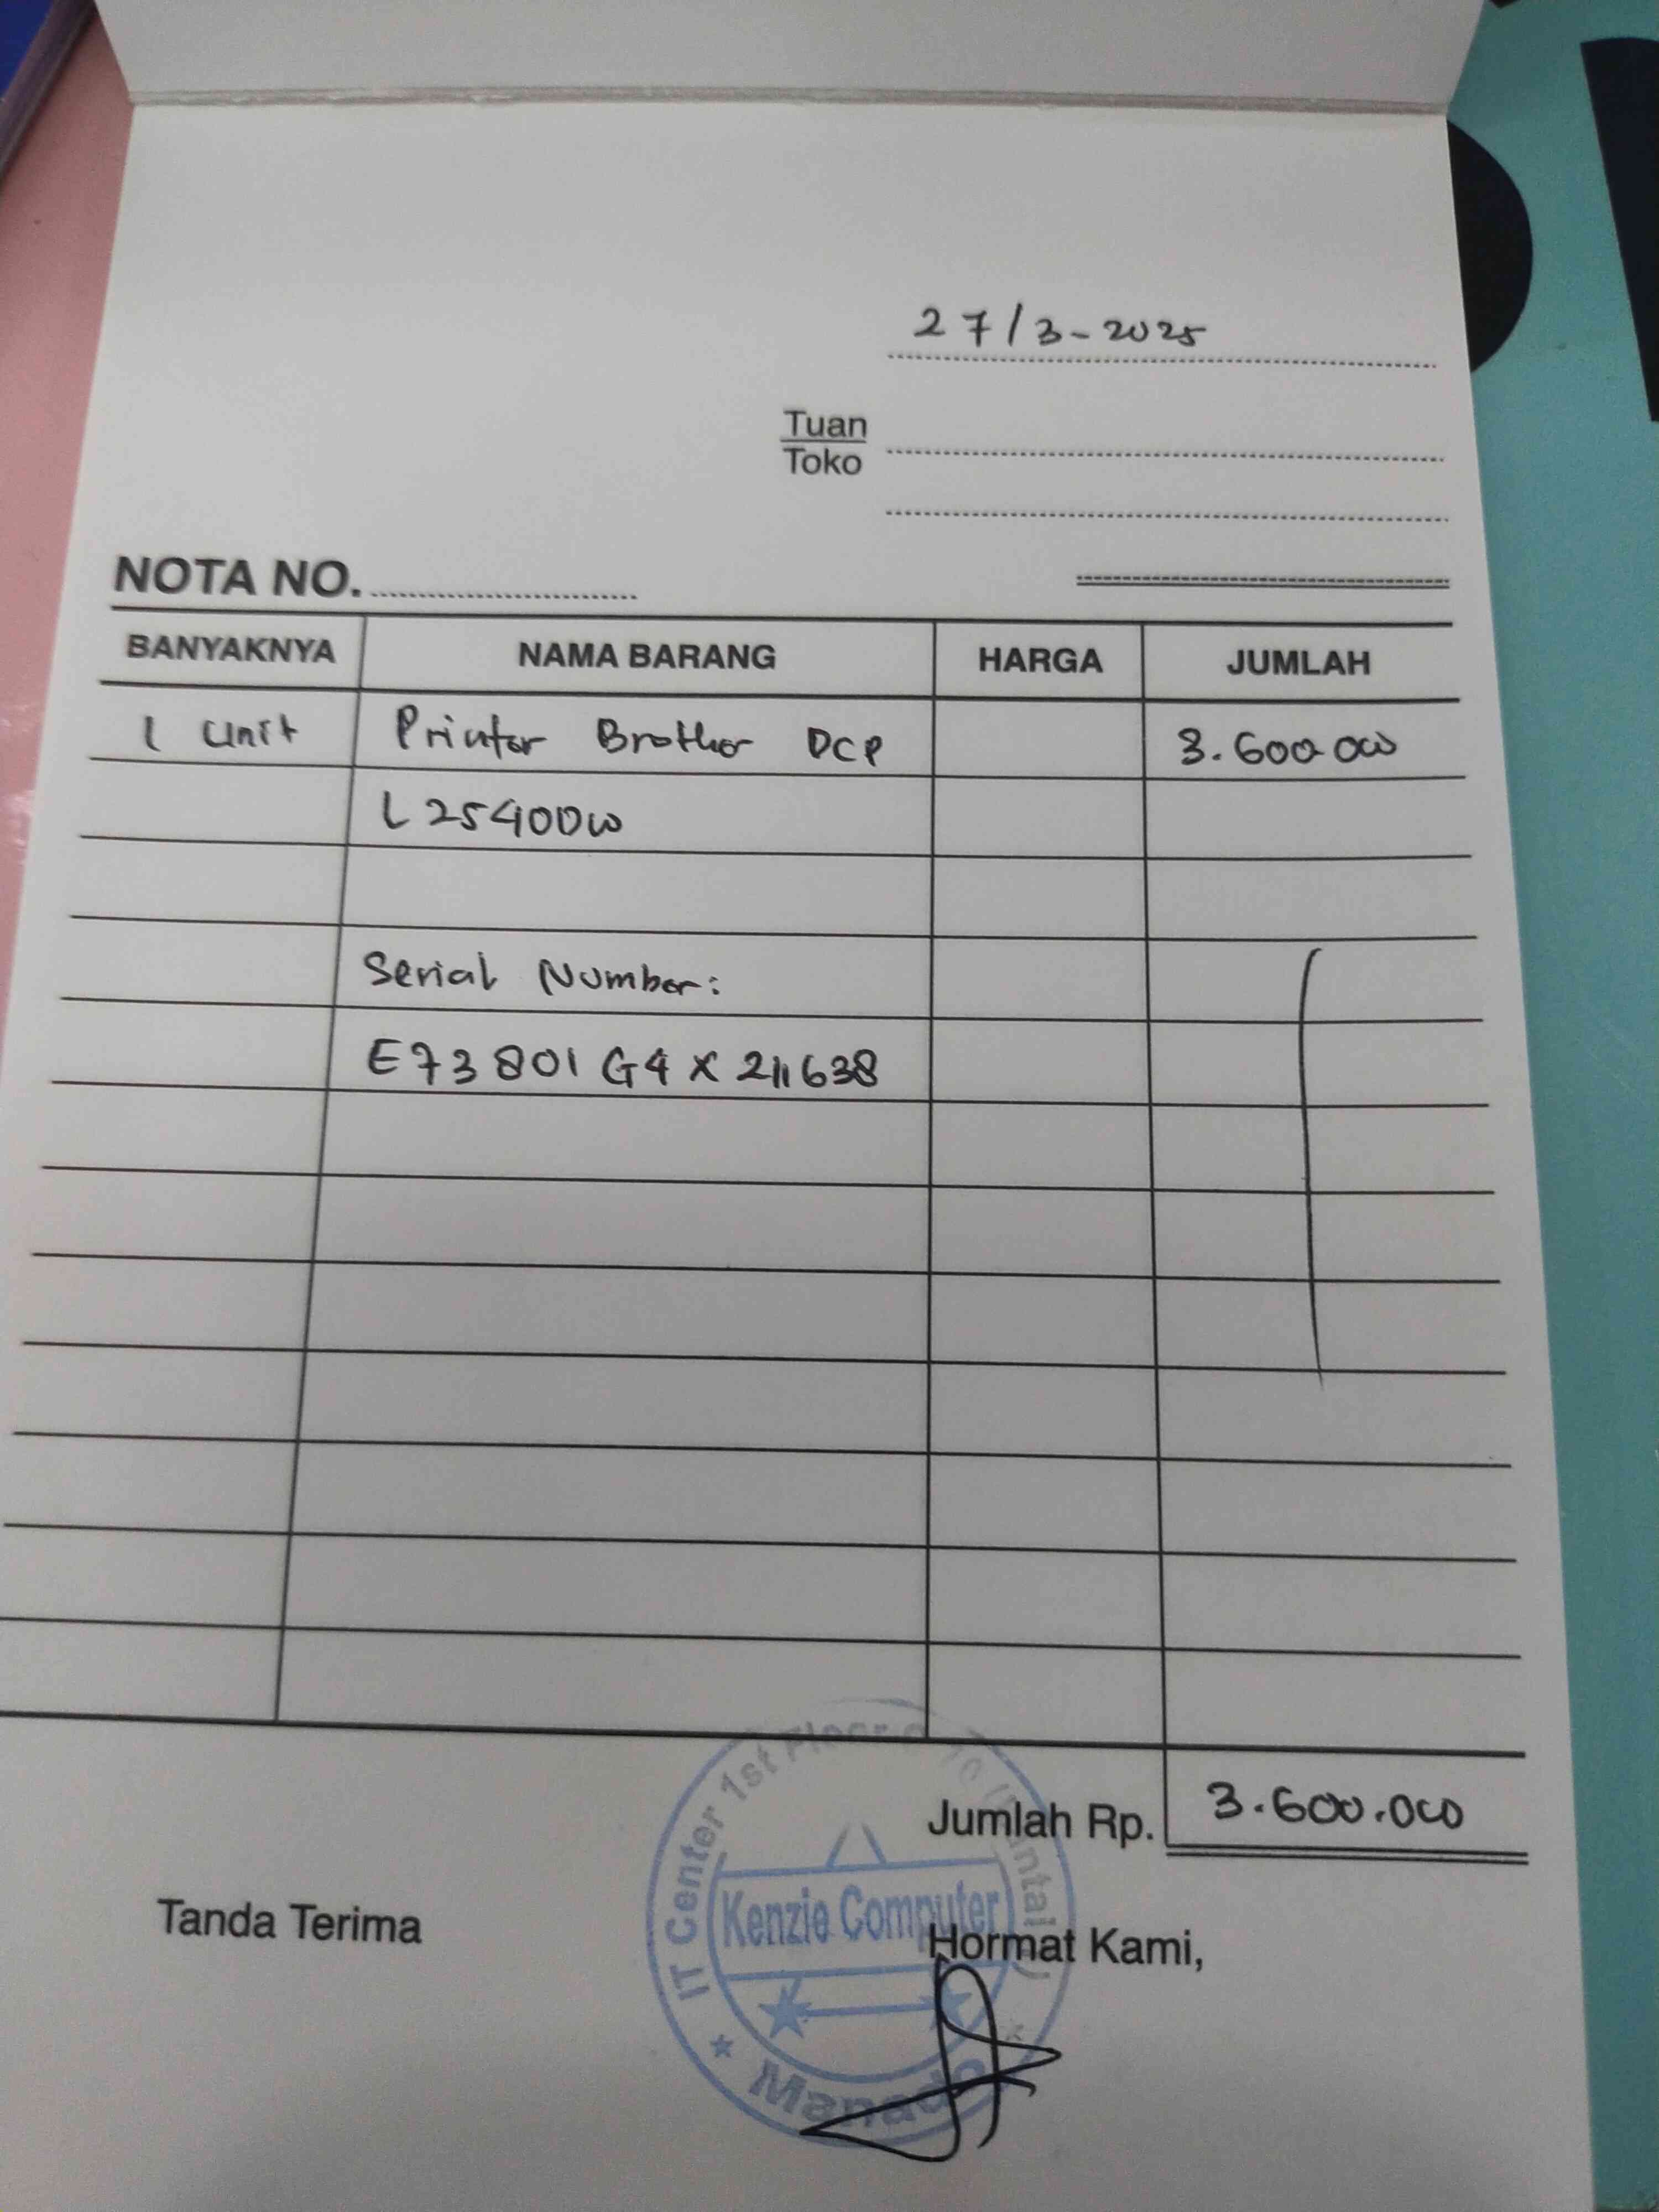 27/3-2025
Tuan
Toko
NOTA NO.
BANYAKNYA NAMA BARANG HARGA JUMLAH
1 Unit Printer Brother DCP 3.600.000
L2540DW
Serial Number:
E73801G4X211638
Jumlah Rp. 3.600.000
Tanda Terima
Hormat Kami,
IT Center 1st Floor
Kenzie Computer
Manado